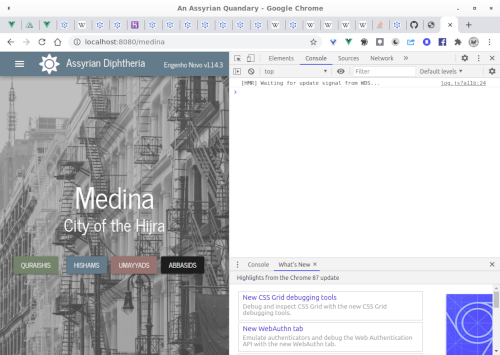 An Assyrian Quandary - Google Chrome
localhost:8080/medina
Assyrian Diphtheria
Engenho Novo v1.14.3
Elements Console Sources Network
top Filter Default levels
[HMR] Waiting for update signal from WDS...
log.js?a11b:24
Medina
City of the Hijra
QURAISHIS HISHAMS UMAYYADS ABBASIDS
Console What's New
Highlights from the Chrome 87 update
New CSS Grid debugging tools
Debug and inspect CSS Grid with the new CSS Grid
debugging tools.
New WebAuthn tab
Emulate authenticators and debug the Web Authentication
API with the new WebAuthn tab.